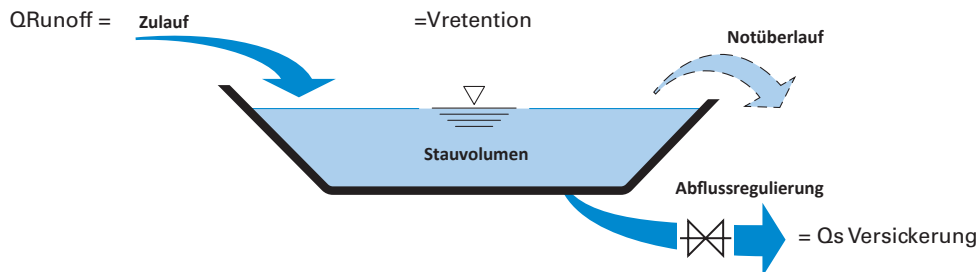 QRunoff = Zulauf =Vretention
Notüberlauf
Stauvolumen
Abflussregulierung
= Qs Versickerung